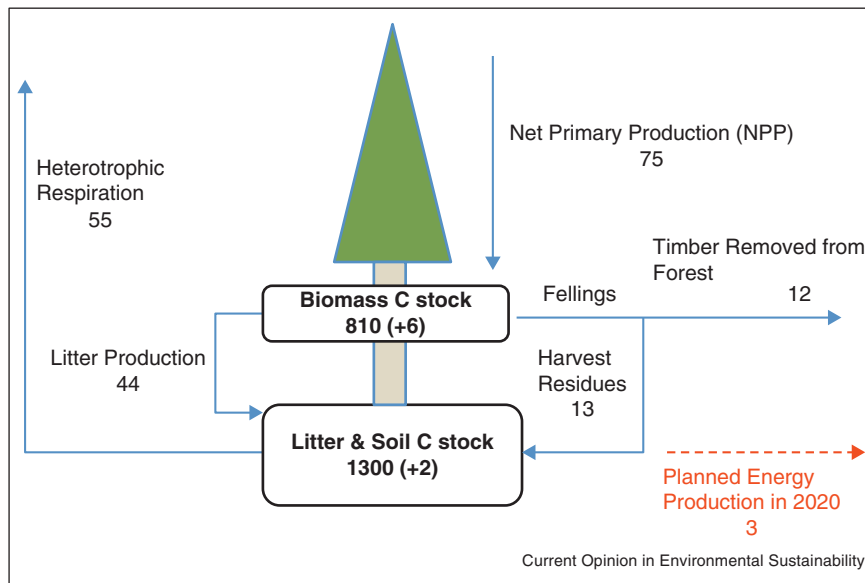 Net Primary Production (NPP)
75
Heterotrophic
Respiration
55
Timber Removed from
Forest
12
Fellings
Biomass C stock
810 (+6)
Litter Production
44
Harvest
Residues
13
Litter & Soil C stock
1300 (+2)
Planned Energy
Production in 2020
3
Current Opinion in Environmental Sustainability